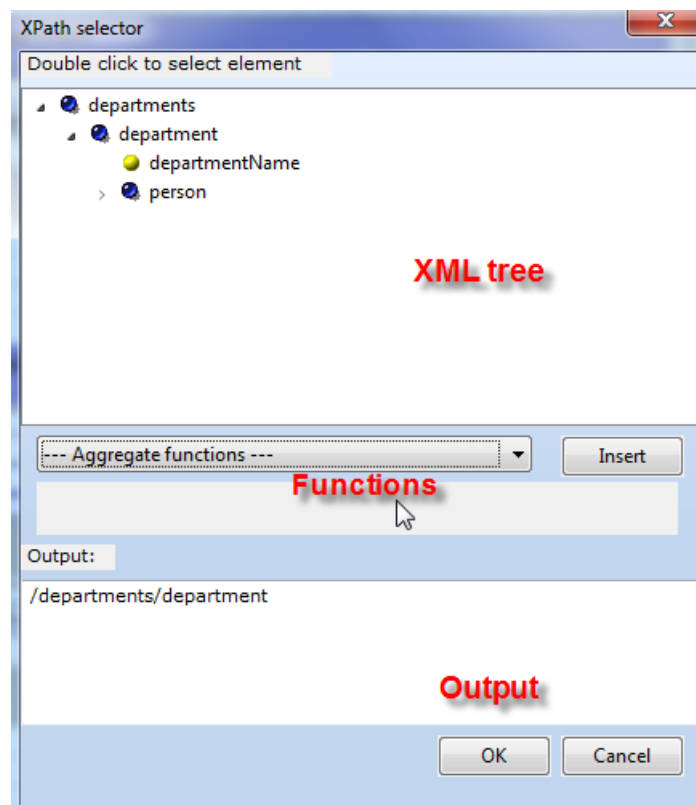 XPath selector
Double click to select element
departments
department
departmentName
person
XML tree
--- Aggregate functions ---
Insert
Functions
Output:
/departments/department
Output
OK
Cancel